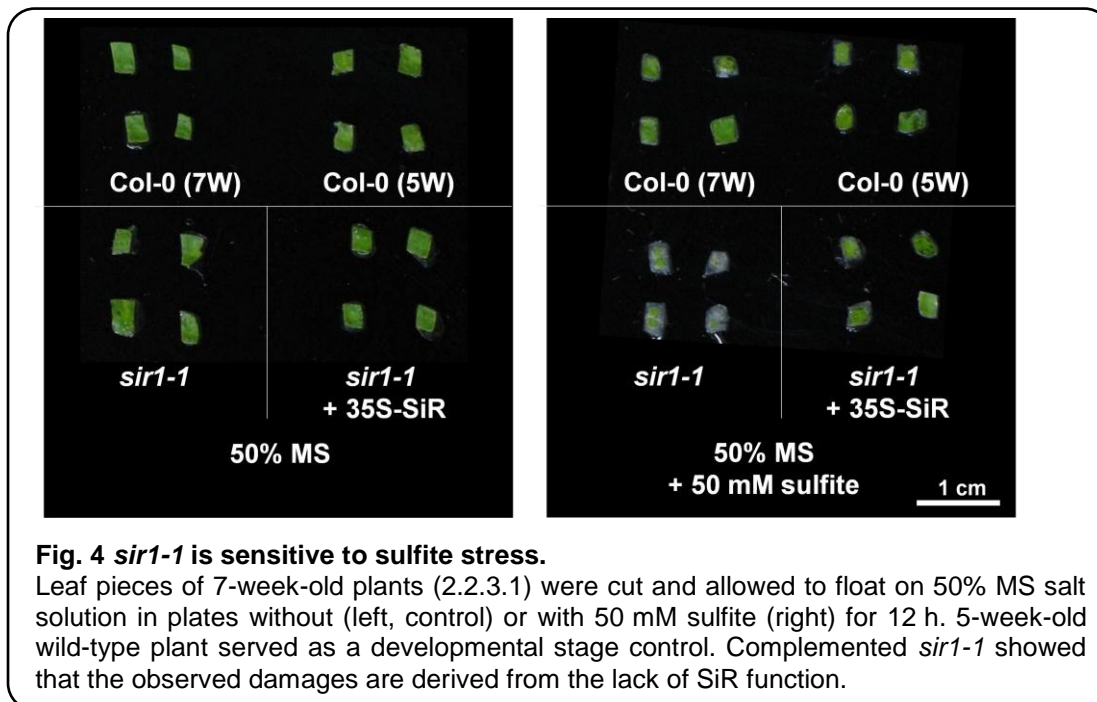 Col-0 (7W)
Col-0 (5W)
sir1-1
sir1-1
+ 35S-SiR
50% MS
Col-0 (7W)
Col-0 (5W)
sir1-1
sir1-1
+ 35S-SiR
50% MS
+ 50 mM sulfite
1 cm
Fig. 4 sir1-1 is sensitive to sulfite stress.
Leaf pieces of 7-week-old plants (2.2.3.1) were cut and allowed to float on 50% MS salt
solution in plates without (left, control) or with 50 mM sulfite (right) for 12 h. 5-week-old
wild-type plant served as a developmental stage control. Complemented sir1-1 showed
that the observed damages are derived from the lack of SiR function.